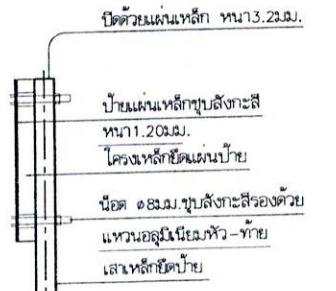 ปิดด้วยแผ่นเหล็ก หนา3.2มม.
ป้ายแผ่นเหล็กชุบสังกะสี
หนา1.20มม.
โครงเหล็กยึดแผ่นป้าย
น๊อต ø8มม.ชุบสังกะสีรองด้วย
แหวนอลูมิเนียมหัว-ท้าย
เสาเหล็กยึดป้าย